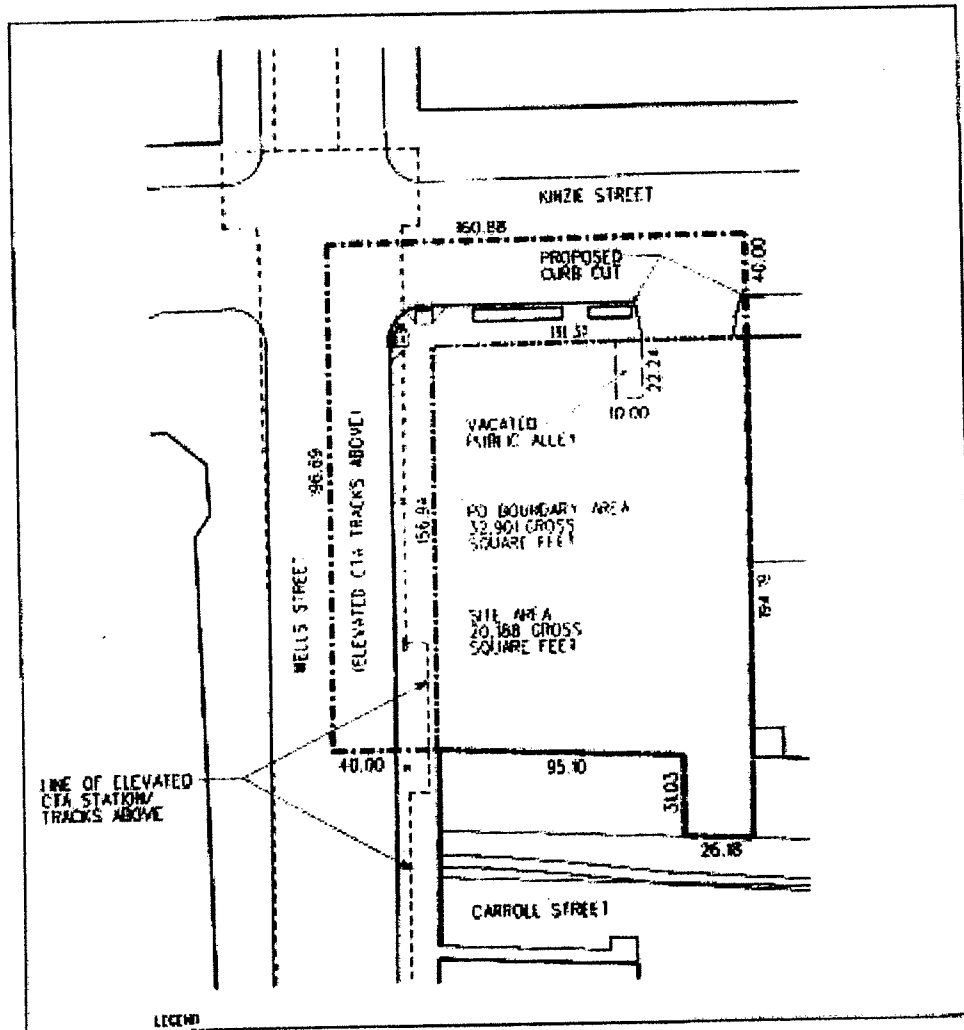 KINZIE STREET
160.88
PROPOSED
CURB CUT
40.00
22.24
10.00
VACATED
PUBLIC ALLEY
96.69
(ELEVATED CTA TRACKS ABOVE)
156.94
PD BOUNDARY AREA
32,901 GROSS
SQUARE FEET
WELLS STREET
SITE AREA
20,188 GROSS
SQUARE FEET
40.00
95.10
31.03
26.18
LINE OF ELEVATED
CTA STATION/
TRACKS ABOVE
CARROLL STREET
LEGEND